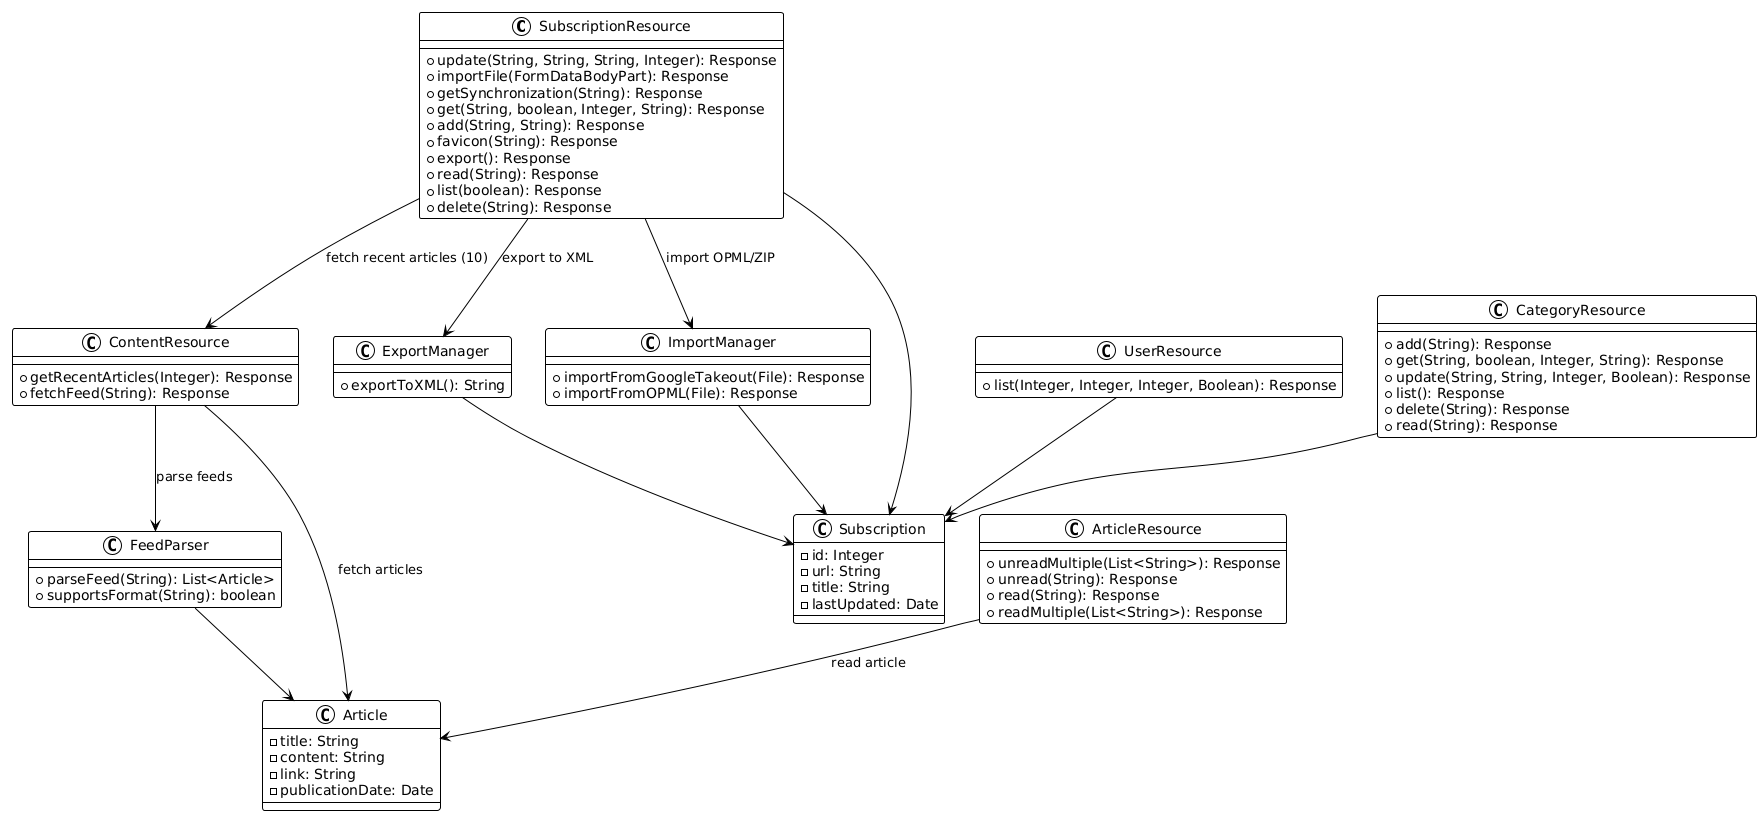 C SubscriptionResource
update(String, String, String, Integer): Response
importFile(FormDataBodyPart): Response
getSynchronization(String): Response
get(String, boolean, Integer, String): Response
add(String, String): Response
favicon(String): Response
export(): Response
read(String): Response
list(boolean): Response
delete(String): Response
fetch recent articles (10)
export to XML
import OPML/ZIP
C ContentResource
getRecentArticles(Integer): Response
fetchFeed(String): Response
C ExportManager
exportToXML(): String
C ImportManager
importFromGoogleTakeout(File): Response
importFromOPML(File): Response
C UserResource
list(Integer, Integer, Integer, Boolean): Response
C CategoryResource
add(String): Response
get(String, boolean, Integer, String): Response
update(String, String, Integer, Boolean): Response
list(): Response
delete(String): Response
read(String): Response
parse feeds
C FeedParser
parseFeed(String): List<Article>
supportsFormat(String): boolean
fetch articles
C Subscription
id: Integer
url: String
title: String
lastUpdated: Date
C ArticleResource
unreadMultiple(List<String>): Response
unread(String): Response
read(String): Response
readMultiple(List<String>): Response
read article
C Article
title: String
content: String
link: String
publicationDate: Date